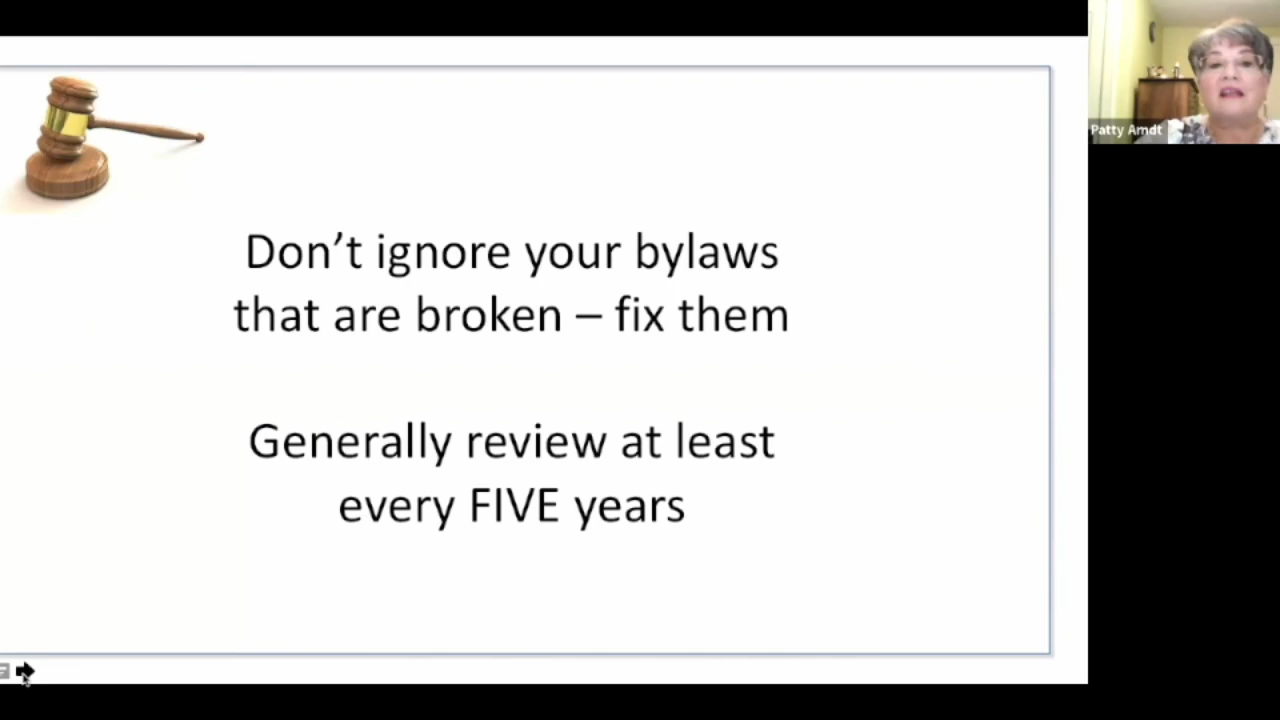 Don’t ignore your bylaws
that are broken – fix them
Generally review at least
every FIVE years
Patty Arndt